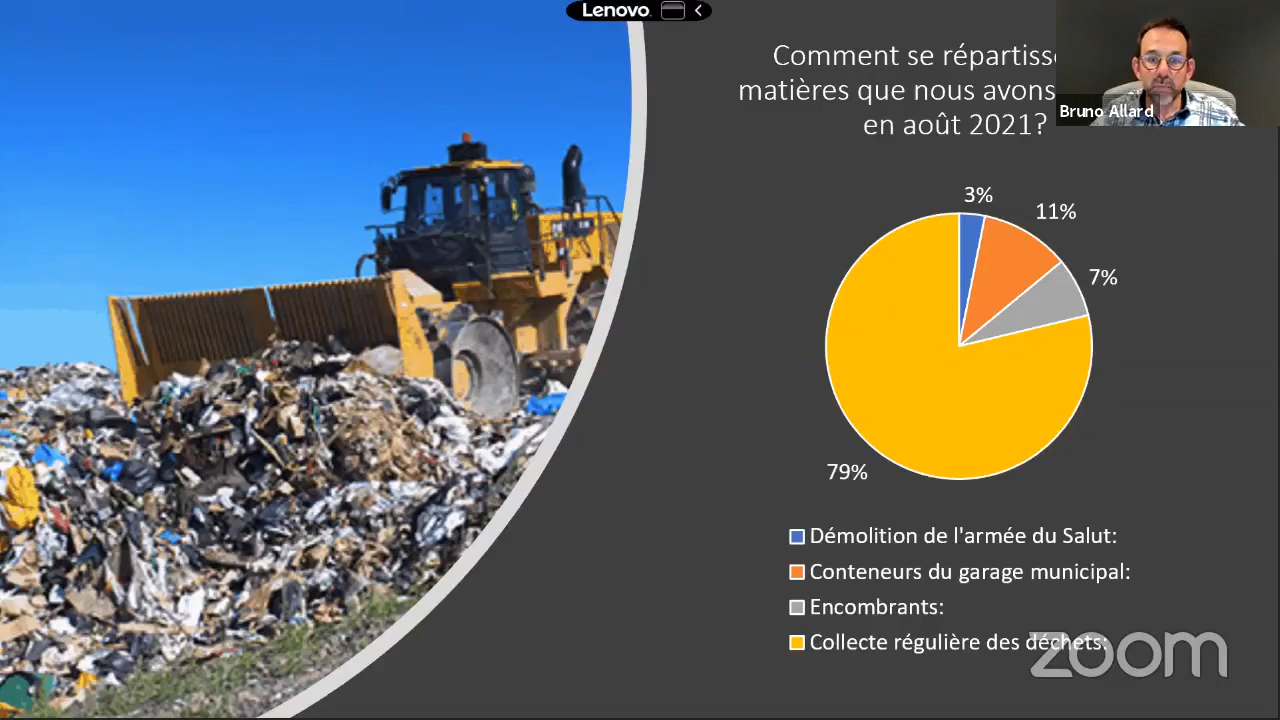 Lenovo
Comment se répartiss
matières que nous avons
en août 2021?
Bruno Allard
3%
11%
7%
79%
Démolition de l'armée du Salut:
Conteneurs du garage municipal:
Encombrants:
Collecte régulière des déchets:
zoom